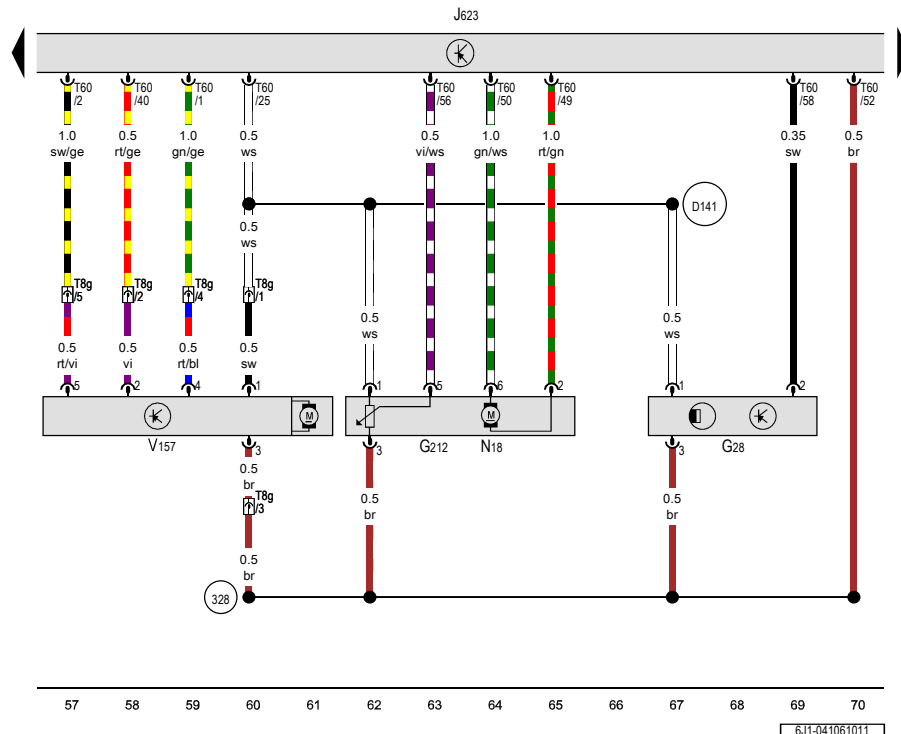 J623
T60 /2
T60 /40
T60 /1
T60 /25
T60 /56
T60 /50
T60 /49
T60 /58
T60 /52
1.0 0.5 1.0 0.5 0.5 1.0 1.0 0.35 0.5
sw/ge rt/ge gn/ge ws vi/ws gn/ws rt/gn sw br
D141
0.5
ws
T8g /5
T8g /2
T8g /4
T8g /1
0.5 0.5
ws ws
0.5 0.5 0.5 0.5
rt/vi vi rt/bl sw
5 2 4 1 1 5 6 2 1 2
M M
V157 3 3 G212 N18 3 G28
0.5
br
T8g /3
0.5 0.5
br br
0.5
br
328
57 58 59 60 61 62 63 64 65 66 67 68 69 70
6J1-041061011